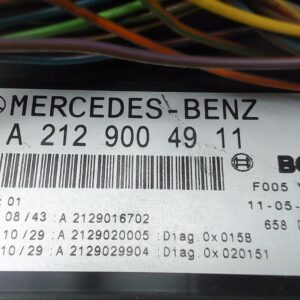 MERCEDES-BENZ
A 212 900 49 11
F005
: 01
11-05-
08/43 : A 2129016702
658
10/29 : A 2129020005 : Diag.0x015B
10/29 : A 2129029904 : Diag.0x020151